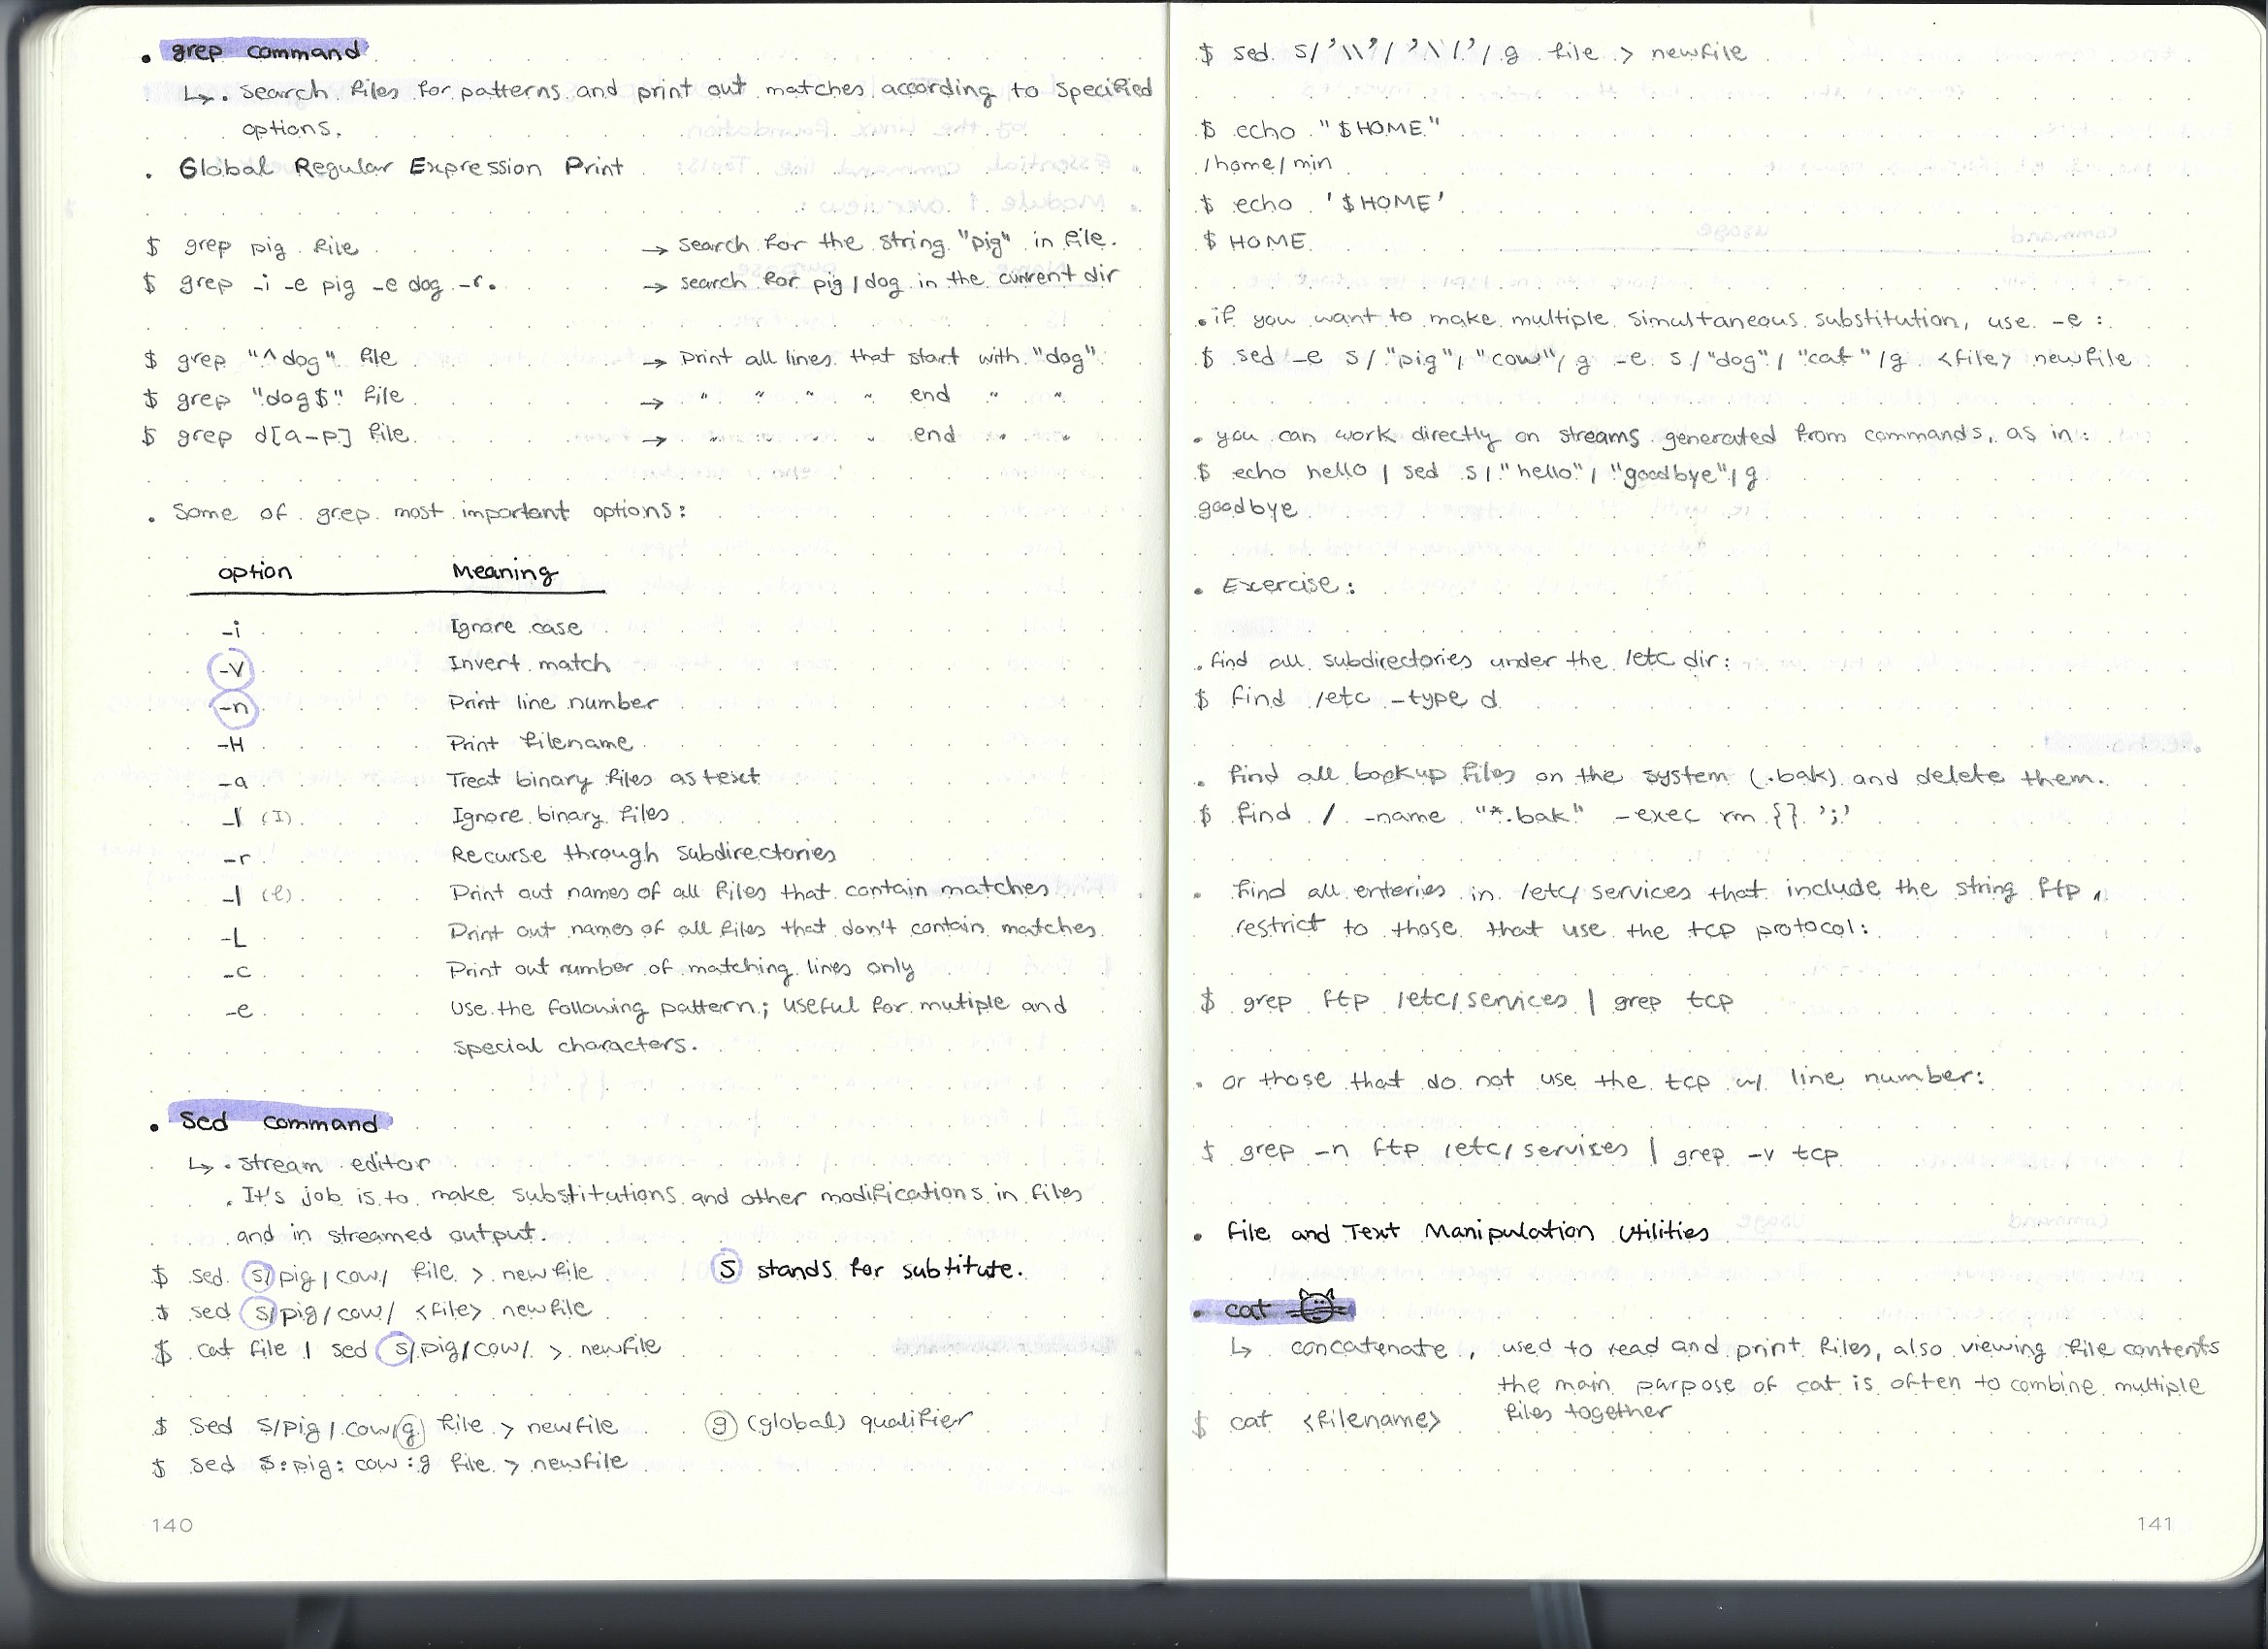 . grep command
↳ . Search files for patterns and print out matches according to specified
options.
. Global Regular Expression Print
$ grep pig file → Search for the string "pig" in file.
$ grep -i -e pig -e dog -r . → search for pig/dog in the current dir
$ grep "^dog" file → Print all lines that start with "dog"
$ grep "dog$" file → " " " " end " "
$ grep d[a-p] file → " " " " end " "
. Some of grep most important options:
option Meaning
-i Ignore case
-v Invert match
-n Print line number
-H Print filename
-a Treat binary files as text
-I (I) Ignore binary files
-r Recurse through subdirectories
-l (l) Print out names of all files that contain matches
-L Print out names of all files that don't contain matches
-c Print out number of matching lines only
-e Use the following pattern; useful for mutiple and
special characters.
. Sed command
↳ . stream editor
. It's job is to make substitutions and other modifications in files
and in streamed output.
$ sed s/pig/cow/ file > newfile S stands for substitute.
$ sed s/pig/cow/ <file> newfile
$ cat file | sed s/pig/cow/ > newfile
$ Sed S/pig/cow/g file > newfile g (global) qualifier
$ Sed S:pig:cow:g file > newfile
140
$ sed s/'\\'/'\/'/g file > newfile
$ echo "$HOME"
/home/min
$ echo '$HOME'
$HOME
. if you want to make multiple simultaneous substitution, use -e :
$ sed -e s/"pig"/"cow"/g -e s/"dog"/"cat"/g <file> newfile
. you can work directly on streams generated from commands, as in:
$ echo hello | sed s/"hello"/"goodbye"/g
goodbye
. Exercise:
. find all subdirectories under the /etc dir:
$ find /etc -type d
. find all bockup files on the system (.bak) and delete them.
$ find / -name "*.bak" -exec rm {} ';'
. find all enteries in /etc/services that include the string ftp,
restrict to those that use the tcp protocol:
$ grep ftp /etc/services | grep tcp
. or those that do not use the tcp w/ line number:
$ grep -n ftp /etc/services | grep -v tcp
. file and Text Manipulation Utilities
. cat
↳ concatenate, used to read and print files, also viewing file contents
the main parpose of cat is often to combine multiple
$ cat <filename> files together
141